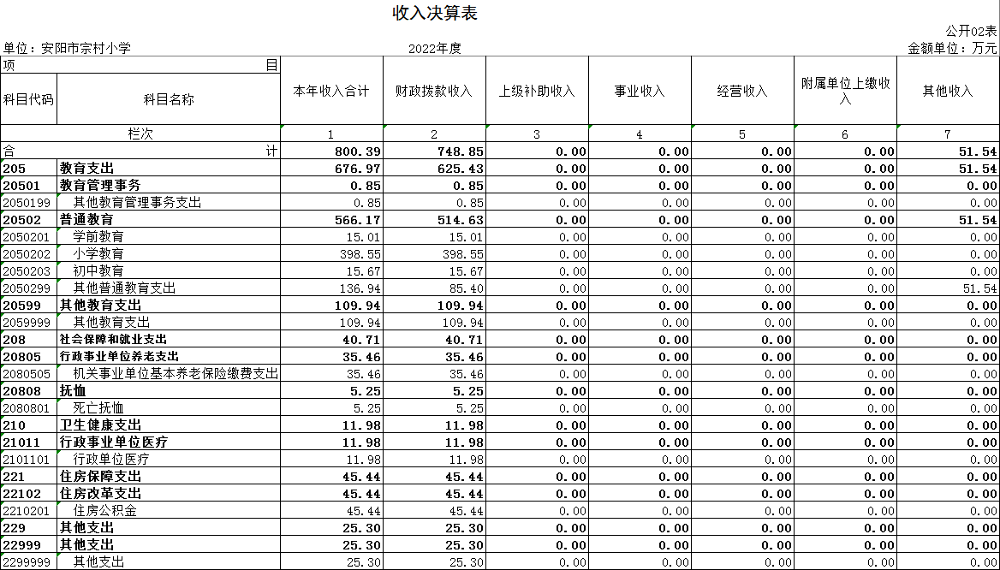 收入决算表
公开02表
单位：安阳市宗村小学 2022年度 金额单位：万元
项 目 本年收入合计 财政拨款收入 上级补助收入 事业收入 经营收入 附属单位上缴收入 其他收入
科目代码 科目名称
栏次 1 2 3 4 5 6 7
合 计 800.39 748.85 0.00 0.00 0.00 0.00 51.54
205 教育支出 676.97 625.43 0.00 0.00 0.00 0.00 51.54
20501 教育管理事务 0.85 0.85 0.00 0.00 0.00 0.00 0.00
2050199 其他教育管理事务支出 0.85 0.85 0.00 0.00 0.00 0.00 0.00
20502 普通教育 566.17 514.63 0.00 0.00 0.00 0.00 51.54
2050201 学前教育 15.01 15.01 0.00 0.00 0.00 0.00 0.00
2050202 小学教育 398.55 398.55 0.00 0.00 0.00 0.00 0.00
2050203 初中教育 15.67 15.67 0.00 0.00 0.00 0.00 0.00
2050299 其他普通教育支出 136.94 85.40 0.00 0.00 0.00 0.00 51.54
20599 其他教育支出 109.94 109.94 0.00 0.00 0.00 0.00 0.00
2059999 其他教育支出 109.94 109.94 0.00 0.00 0.00 0.00 0.00
208 社会保障和就业支出 40.71 40.71 0.00 0.00 0.00 0.00 0.00
20805 行政事业单位养老支出 35.46 35.46 0.00 0.00 0.00 0.00 0.00
2080505 机关事业单位基本养老保险缴费支出 35.46 35.46 0.00 0.00 0.00 0.00 0.00
20808 抚恤 5.25 5.25 0.00 0.00 0.00 0.00 0.00
2080801 死亡抚恤 5.25 5.25 0.00 0.00 0.00 0.00 0.00
210 卫生健康支出 11.98 11.98 0.00 0.00 0.00 0.00 0.00
21011 行政事业单位医疗 11.98 11.98 0.00 0.00 0.00 0.00 0.00
2101101 行政单位医疗 11.98 11.98 0.00 0.00 0.00 0.00 0.00
221 住房保障支出 45.44 45.44 0.00 0.00 0.00 0.00 0.00
22102 住房改革支出 45.44 45.44 0.00 0.00 0.00 0.00 0.00
2210201 住房公积金 45.44 45.44 0.00 0.00 0.00 0.00 0.00
229 其他支出 25.30 25.30 0.00 0.00 0.00 0.00 0.00
22999 其他支出 25.30 25.30 0.00 0.00 0.00 0.00 0.00
2299999 其他支出 25.30 25.30 0.00 0.00 0.00 0.00 0.00